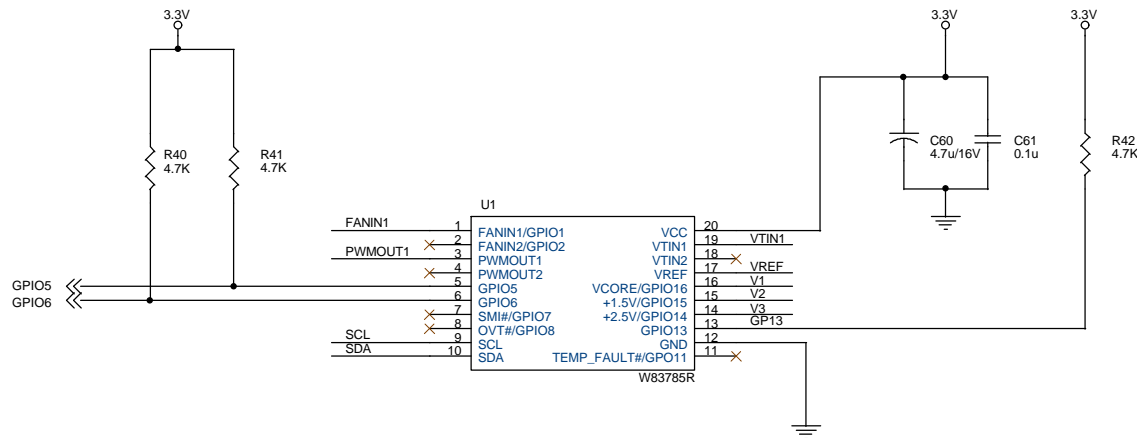 3.3V
3.3V
3.3V
R40
4.7K
R41
4.7K
C60
4.7u/16V
C61
0.1u
R42
4.7K
U1
FANIN1
1
FANIN1/GPIO1
VCC
20
2
FANIN2/GPIO2
VTIN1
19
VTIN1
PWMOUT1
3
PWMOUT1
VTIN2
18
4
PWMOUT2
VREF
17
VREF
GPIO5
5
GPIO5
VCORE/GPIO16
16
V1
GPIO6
6
GPIO6
+1.5V/GPIO15
15
V2
7
SMI#/GPIO7
+2.5V/GPIO14
14
V3
8
OVT#/GPIO8
GPIO13
13
GP13
SCL
9
SCL
GND
12
SDA
10
SDA
TEMP_FAULT#/GPO11
11
W83785R